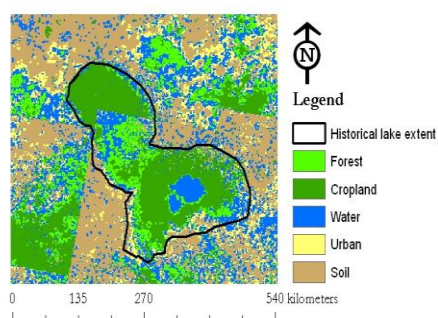 N
Legend
Historical lake extent
Forest
Cropland
Water
Urban
Soil
0 135 270 540 kilometers